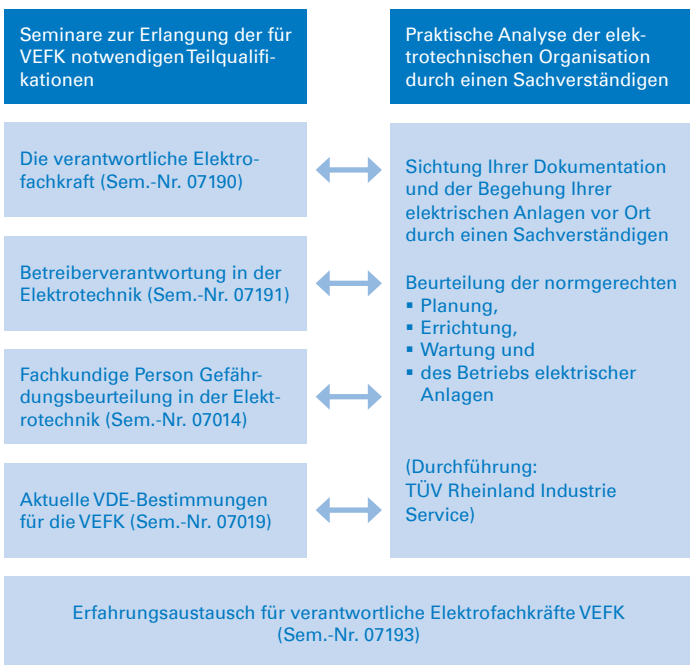 Seminare zur Erlangung der für
VEFK notwendigen Teilqualifi-
kationen
Praktische Analyse der elek-
trotechnischen Organisation
durch einen Sachverständigen
Die verantwortliche Elektro-
fachkraft (Sem.-Nr. 07190)
Betreiberverantwortung in der
Elektrotechnik (Sem.-Nr. 07191)
Fachkundige Person Gefähr-
dungsbeurteilung in der Elekt-
rotechnik (Sem.-Nr. 07014)
Aktuelle VDE-Bestimmungen
für die VEFK (Sem.-Nr. 07019)
Sichtung Ihrer Dokumentation
und der Begehung Ihrer
elektrischen Anlagen vor Ort
durch einen Sachverständigen
Beurteilung der normgerechten
▪ Planung,
▪ Errichtung,
▪ Wartung und
▪ des Betriebs elektrischer
Anlagen
(Durchführung:
TÜV Rheinland Industrie
Service)
Erfahrungsaustausch für verantwortliche Elektrofachkräfte VEFK
(Sem.-Nr. 07193)